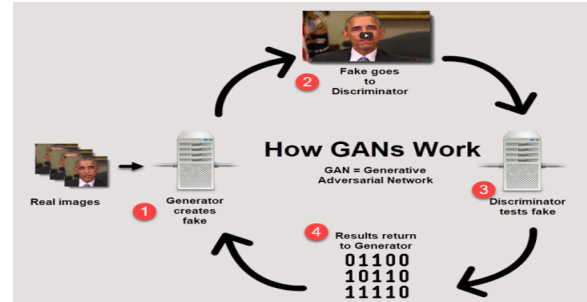 Fake goes
to
Discriminator
2
How GANs Work
GAN = Generative
Adversarial Network
Real images
1
Generator
creates
fake
3
Discriminator
tests fake
4
Results return
to Generator
01100
10110
11110